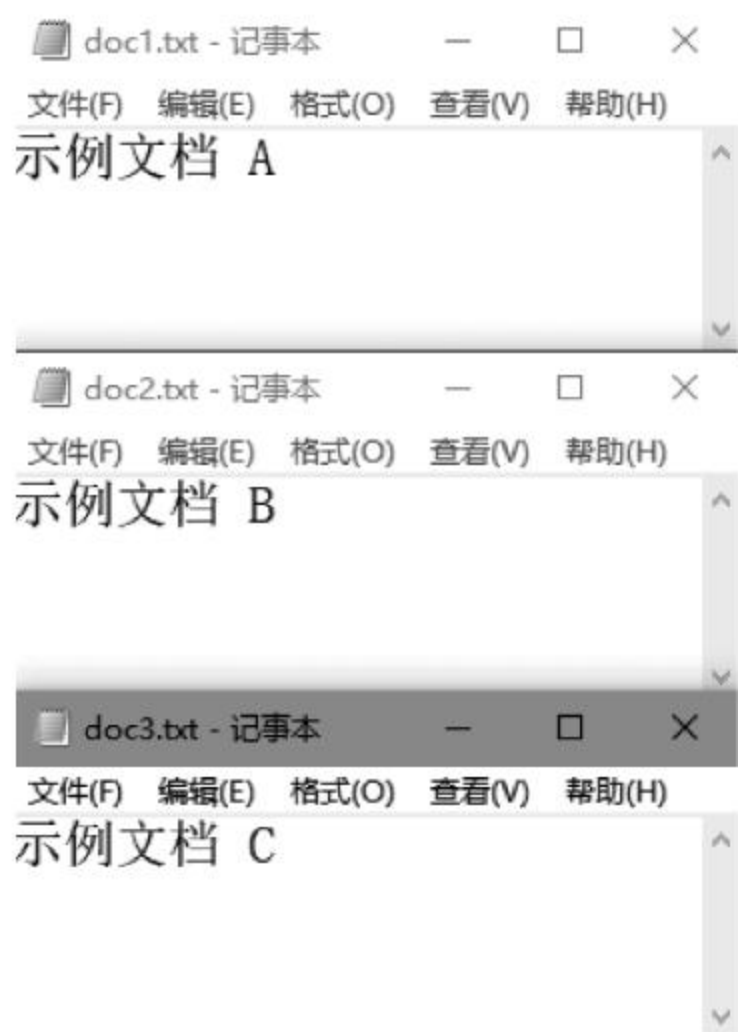 doc1.txt - 记事本
文件(F) 编辑(E) 格式(O) 查看(V) 帮助(H)
示例文档 A
doc2.txt - 记事本
文件(F) 编辑(E) 格式(O) 查看(V) 帮助(H)
示例文档 B
doc3.txt - 记事本
文件(F) 编辑(E) 格式(O) 查看(V) 帮助(H)
示例文档 C